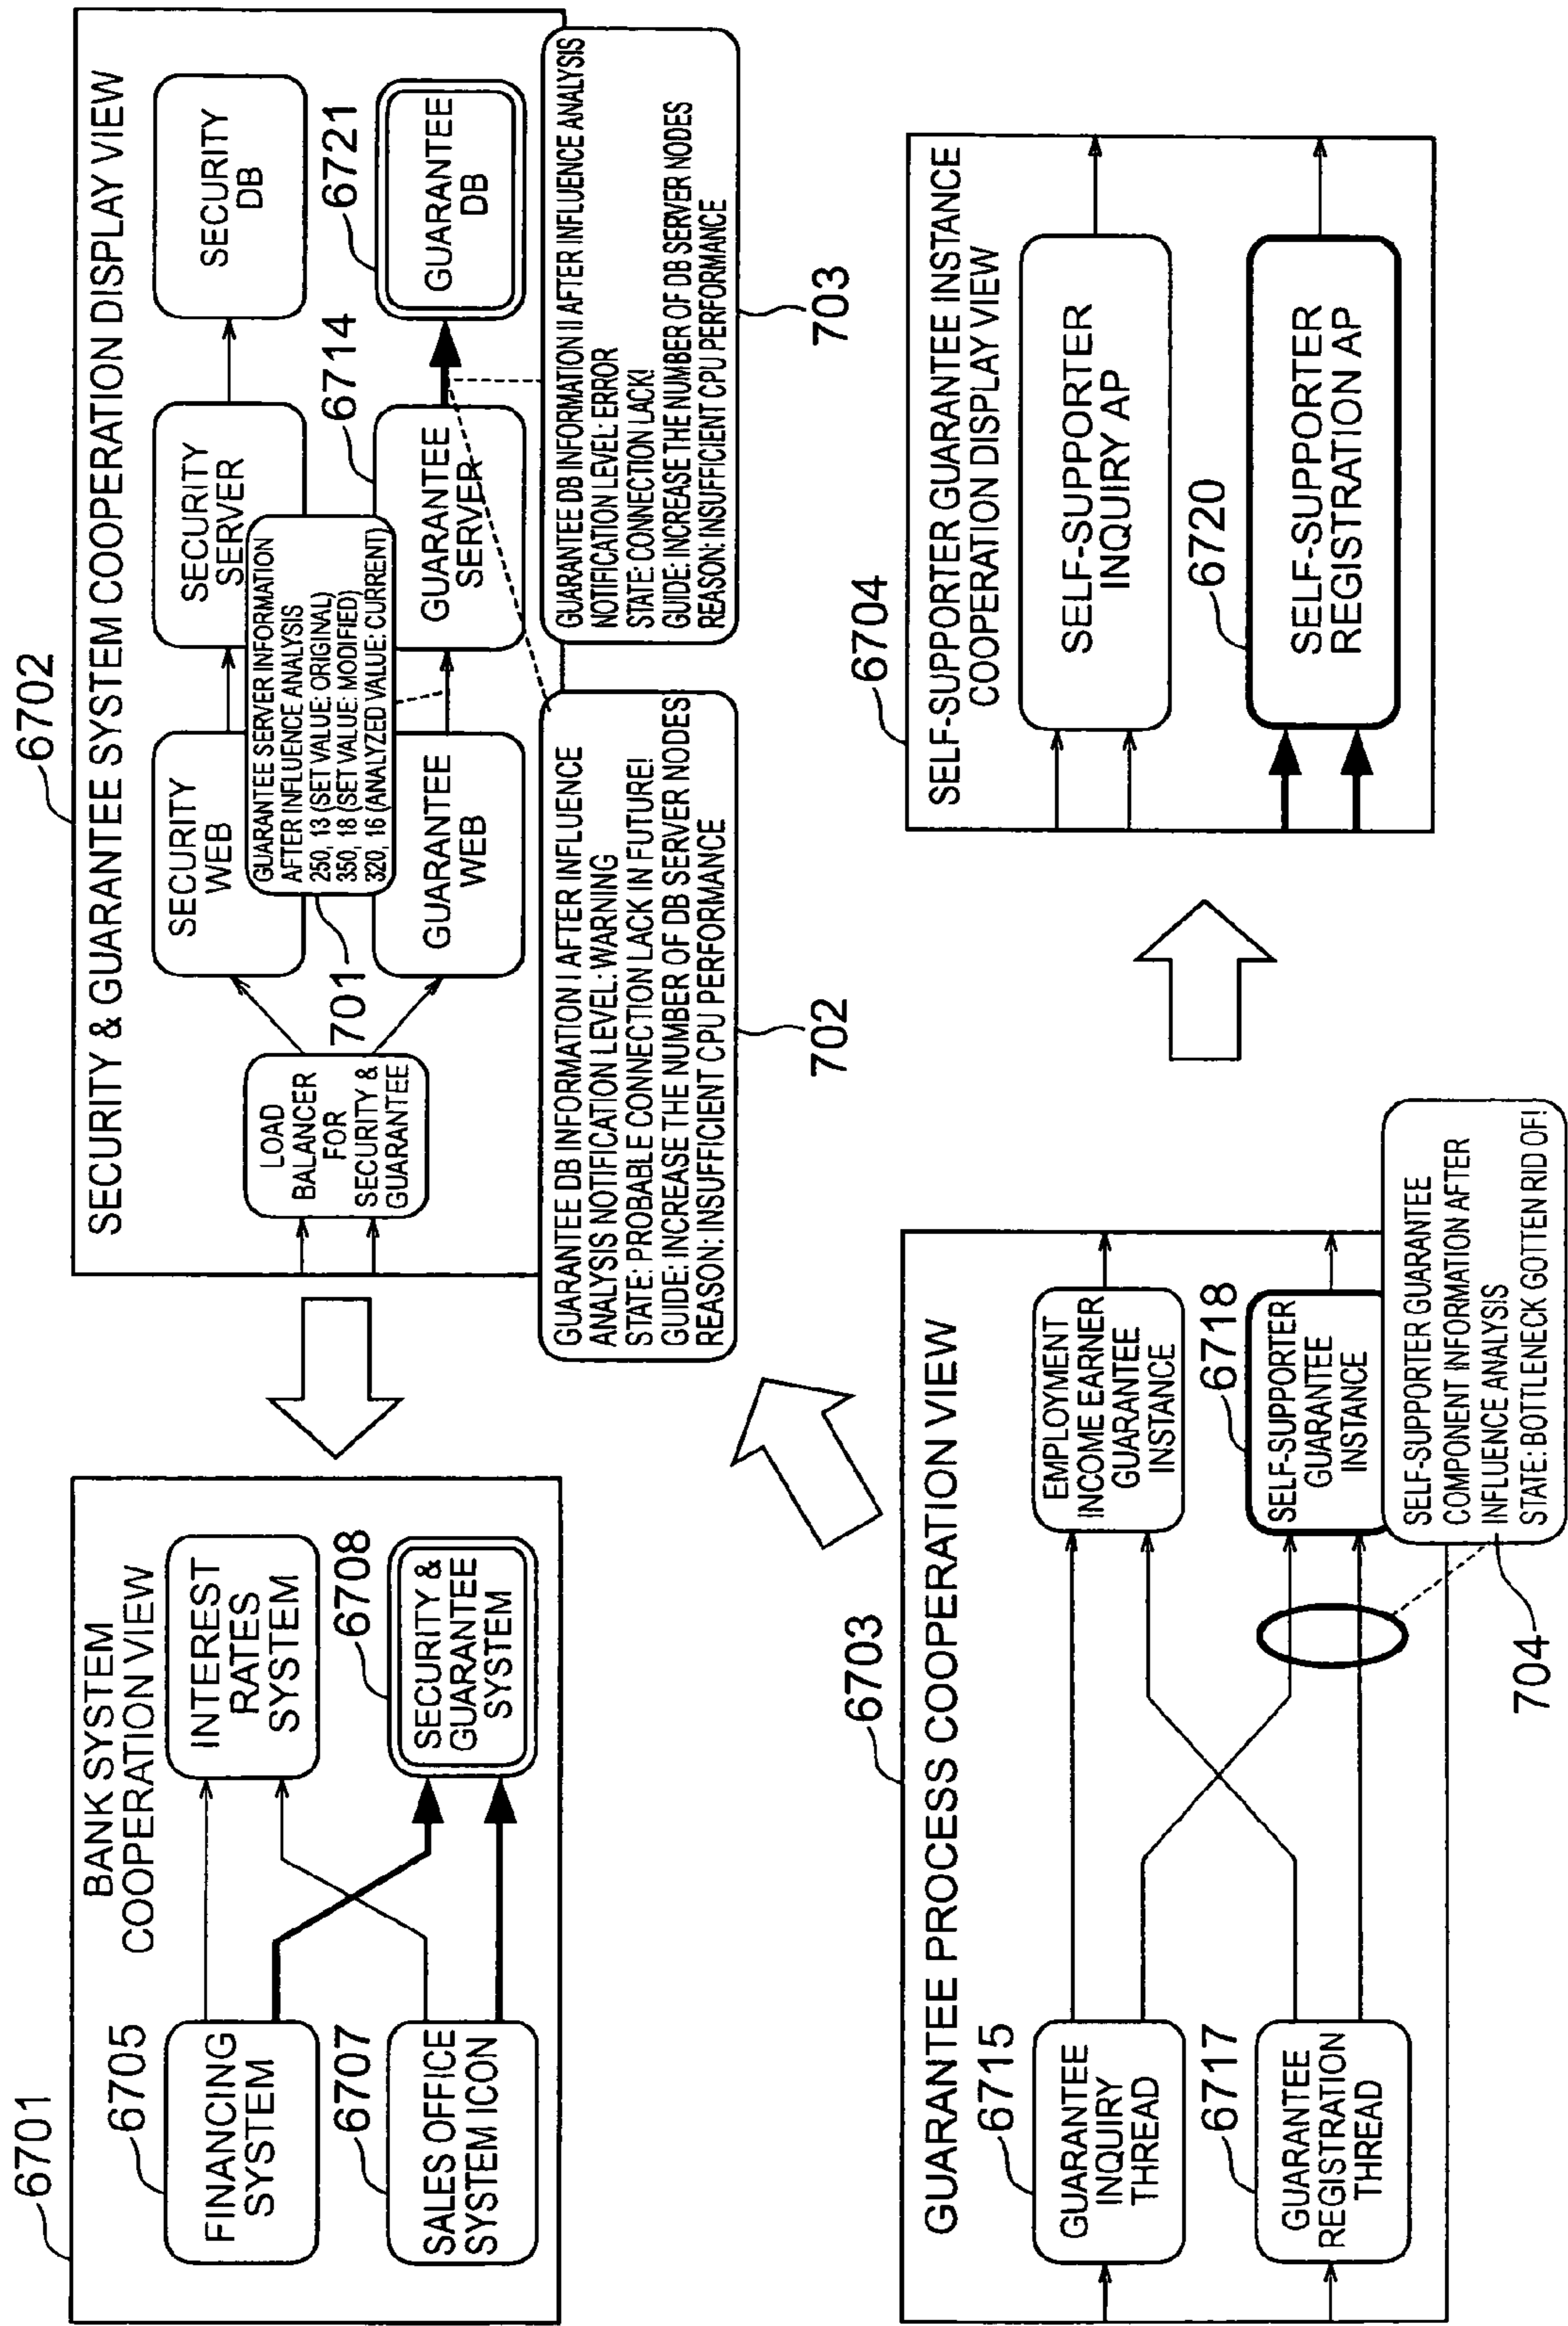 6701
BANK SYSTEM
COOPERATION VIEW
6705
FINANCING
SYSTEM
INTEREST
RATES
SYSTEM
6707
SALES OFFICE
SYSTEM ICON
6708
SECURITY &
GUARANTEE
SYSTEM
6702
SECURITY & GUARANTEE SYSTEM COOPERATION DISPLAY VIEW
LOAD
BALANCER
FOR
SECURITY &
GUARANTEE
SECURITY
WEB
SECURITY
SERVER
SECURITY
DB
701
GUARANTEE SERVER INFORMATION
AFTER INFLUENCE ANALYSIS
250, 13 (SET VALUE: ORIGINAL)
350, 18 (SET VALUE: MODIFIED)
320, 16 (ANALYZED VALUE: CURRENT)
6714
6721
GUARANTEE
WEB
GUARANTEE
SERVER
GUARANTEE
DB
GUARANTEE DB INFORMATION I AFTER INFLUENCE
ANALYSIS NOTIFICATION LEVEL: WARNING
STATE: PROBABLE CONNECTION LACK IN FUTURE!
GUIDE: INCREASE THE NUMBER OF DB SERVER NODES
REASON: INSUFFICIENT CPU PERFORMANCE
702
GUARANTEE DB INFORMATION II AFTER INFLUENCE ANALYSIS
NOTIFICATION LEVEL: ERROR
STATE: CONNECTION LACK!
GUIDE: INCREASE THE NUMBER OF DB SERVER NODES
REASON: INSUFFICIENT CPU PERFORMANCE
703
6703
GUARANTEE PROCESS COOPERATION VIEW
6715
GUARANTEE
INQUIRY
THREAD
EMPLOYMENT
INCOME EARNER
GUARANTEE
INSTANCE
6717
GUARANTEE
REGISTRATION
THREAD
6718
SELF-SUPPORTER
GUARANTEE
INSTANCE
SELF-SUPPORTER GUARANTEE
COMPONENT INFORMATION AFTER
INFLUENCE ANALYSIS
STATE: BOTTLENECK GOTTEN RID OF!
704
6704
SELF-SUPPORTER GUARANTEE INSTANCE
COOPERATION DISPLAY VIEW
SELF-SUPPORTER
INQUIRY AP
6720
SELF-SUPPORTER
REGISTRATION AP